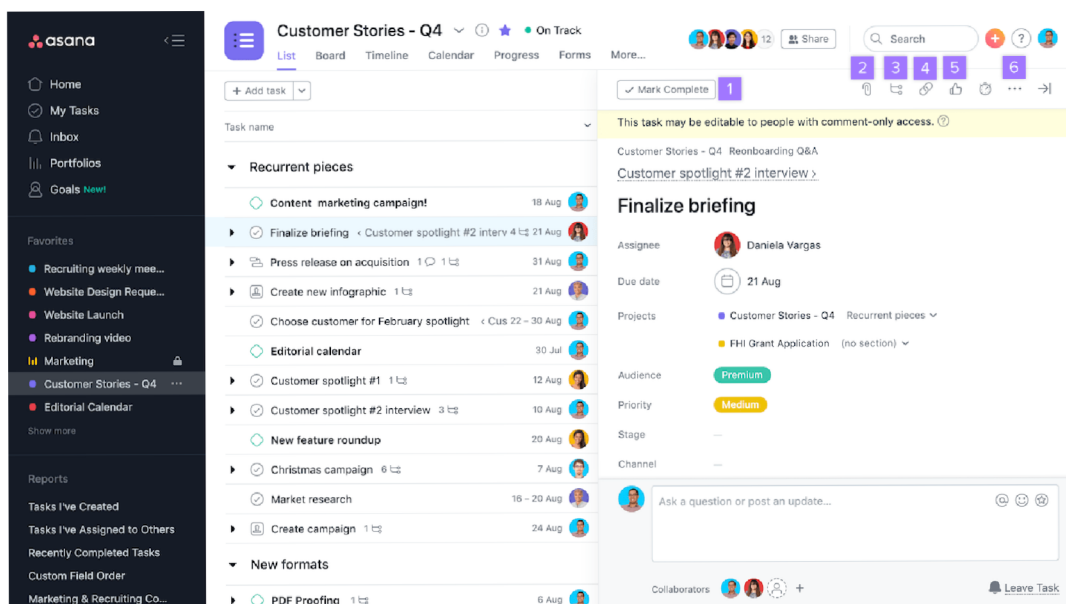 asana
Home
My Tasks
Inbox
Portfolios
Goals New!
Favorites
Recruiting weekly mee...
Website Design Reque...
Website Launch
Rebranding video
Marketing
Customer Stories - Q4 ...
Editorial Calendar
Show more
Reports
Tasks I've Created
Tasks I've Assigned to Others
Recently Completed Tasks
Custom Field Order
Marketing & Recruiting Co...
Customer Stories - Q4 On Track
List Board Timeline Calendar Progress Forms More...
12 Share
Search
+ ?
+ Add task
Task name
Recurrent pieces
Content marketing campaign! 18 Aug
Finalize briefing ‹ Customer spotlight #2 interv 4 21 Aug
Press release on acquisition 1 1 31 Aug
Create new infographic 1 21 Aug
Choose customer for February spotlight ‹ Cus 22 – 30 Aug
Editorial calendar 30 Jul
Customer spotlight #1 1 12 Aug
Customer spotlight #2 interview 3 10 Aug
New feature roundup 20 Aug
Christmas campaign 6 7 Aug
Market research 16 – 20 Aug
Create campaign 1 24 Aug
New formats
PDF Proofing 1 6 Aug
2 3 4 5 6
Mark Complete 1
This task may be editable to people with comment-only access.
Customer Stories - Q4 Reonboarding Q&A
Customer spotlight #2 interview ›
Finalize briefing
Assignee Daniela Vargas
Due date 21 Aug
Projects Customer Stories - Q4 Recurrent pieces
FHI Grant Application (no section)
Audience Premium
Priority Medium
Stage —
Channel —
Ask a question or post an update...
Collaborators + Leave Task